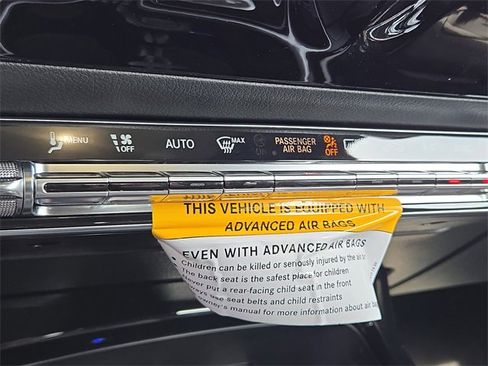 MENU OFF AUTO MAX PASSENGER AIR BAG OFF
THIS VEHICLE IS EQUIPPED WITH
ADVANCED AIR BAGS
EVEN WITH ADVANCED AIR BAGS
• Children can be killed or seriously injured by the air
The back seat is the safest place for children
ever put a rear-facing child seat in the front
ways use seat belts and child restraints
owner's manual for more information about air